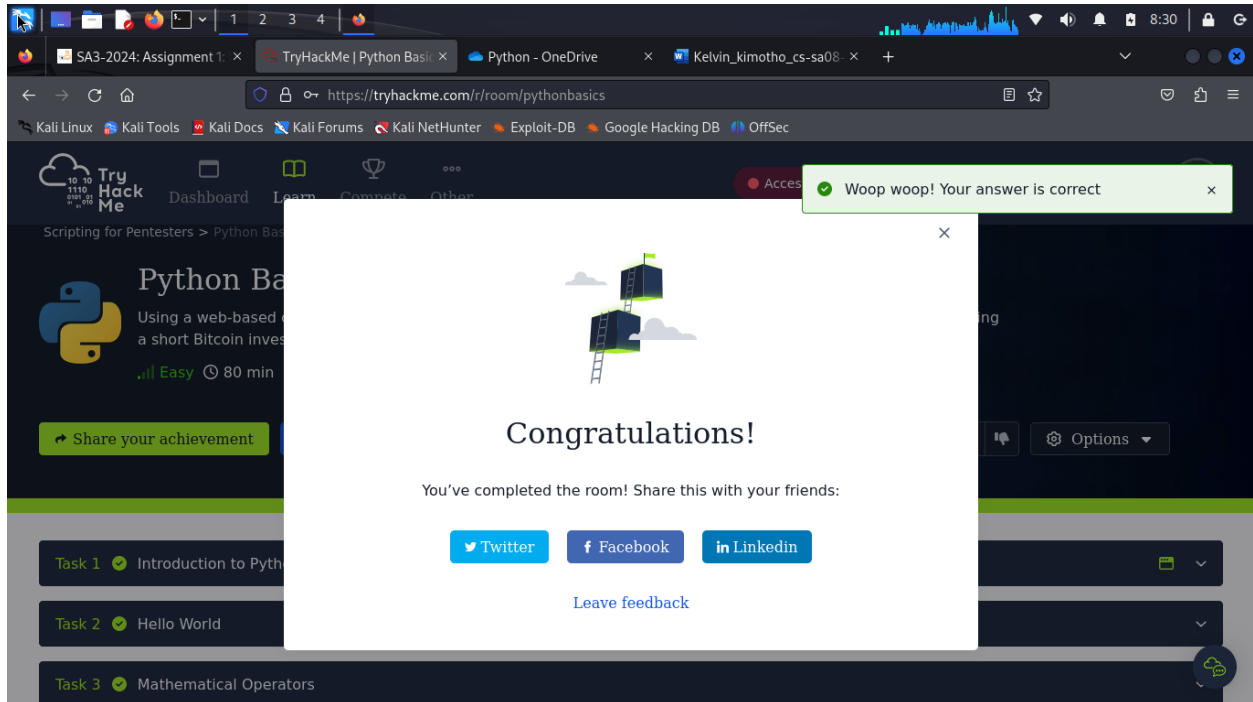 1 2 3 4 8:30
SA3-2024: Assignment 1: TryHackMe | Python Basic Python - OneDrive Kelvin_kimotho_cs-sa08-
https://tryhackme.com/r/room/pythonbasics
Kali Linux Kali Tools Kali Docs Kali Forums Kali NetHunter Exploit-DB Google Hacking DB OffSec
Try Hack Me
Dashboard Learn Compete Other Acces
Woop woop! Your answer is correct
Scripting for Pentesters > Python Bas
Python Ba
Using a web-based ing
a short Bitcoin inves
Easy 80 min
Share your achievement Options
Congratulations!
You've completed the room! Share this with your friends:
Twitter Facebook in Linkedin
Leave feedback
Task 1 Introduction to Pyth
Task 2 Hello World
Task 3 Mathematical Operators